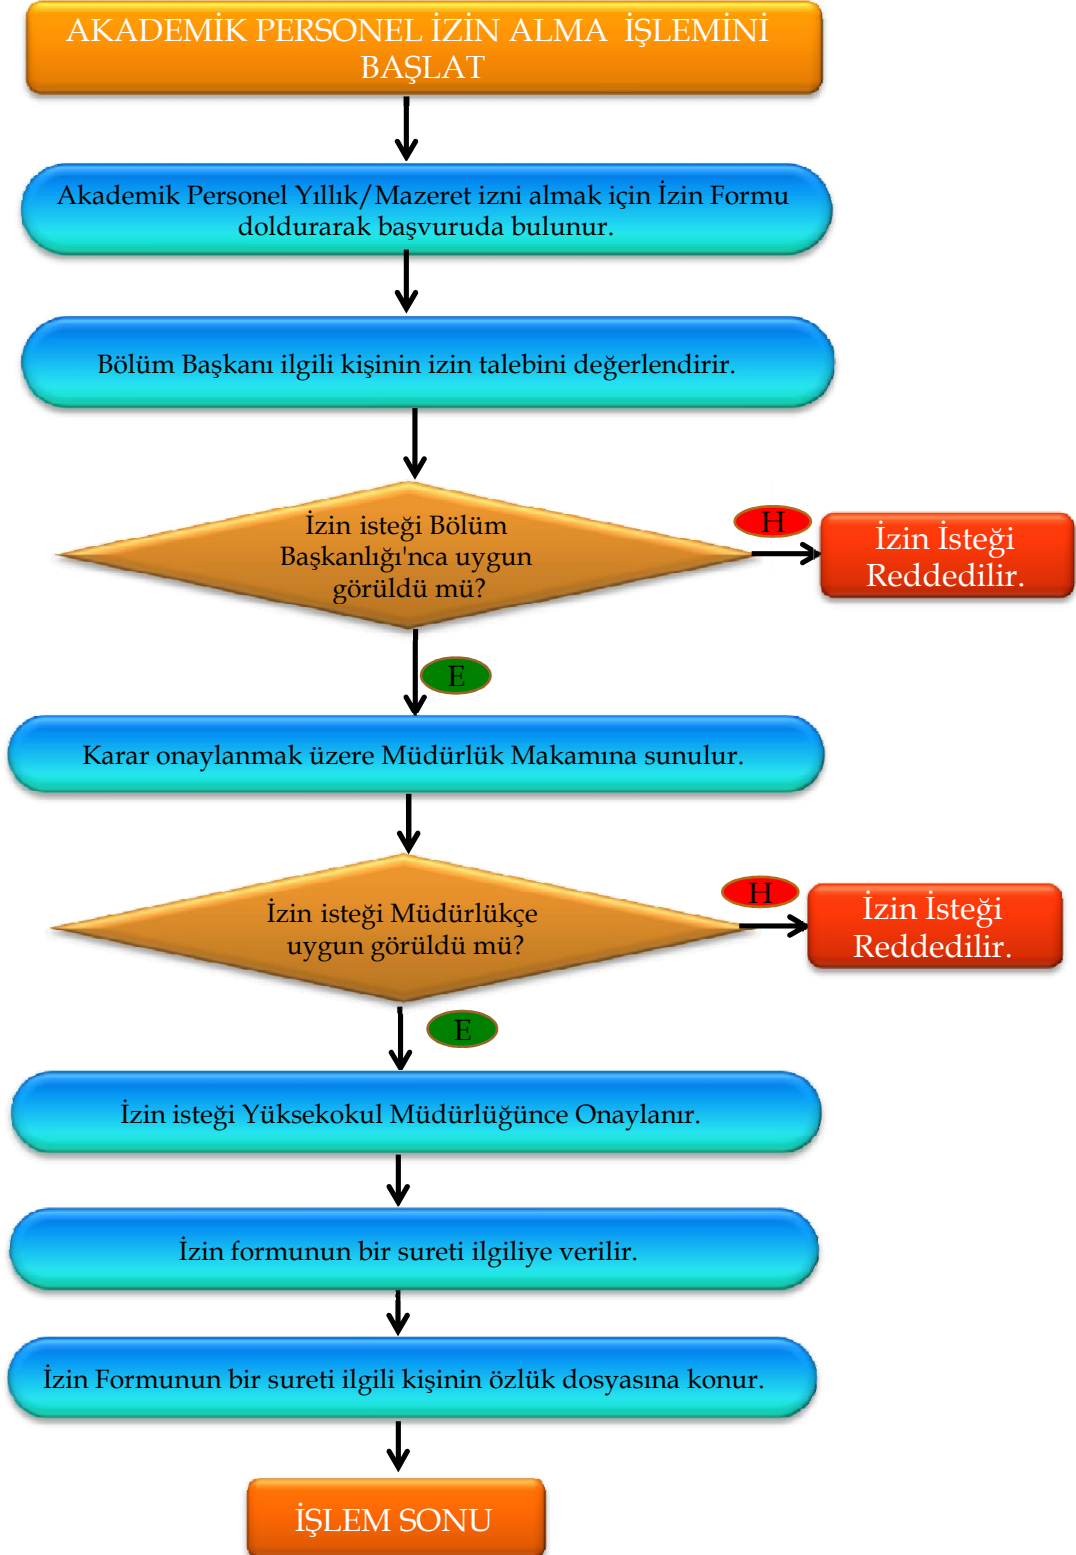 AKADEMİK PERSONEL İZİN ALMA İŞLEMİNİ
BAŞLAT
Akademik Personel Yıllık/Mazeret izni almak için İzin Formu
doldurarak başvuruda bulunur.
Bölüm Başkanı ilgili kişinin izin talebini değerlendirir.
İzin isteği Bölüm
Başkanlığı'nca uygun
görüldü mü?
H
İzin İsteği
Reddedilir.
E
Karar onaylanmak üzere Müdürlük Makamına sunulur.
İzin isteği Müdürlükçe
uygun görüldü mü?
H
İzin İsteği
Reddedilir.
E
İzin isteği Yüksekokul Müdürlüğünce Onaylanır.
İzin formunun bir sureti ilgiliye verilir.
İzin Formunun bir sureti ilgili kişinin özlük dosyasına konur.
İŞLEM SONU